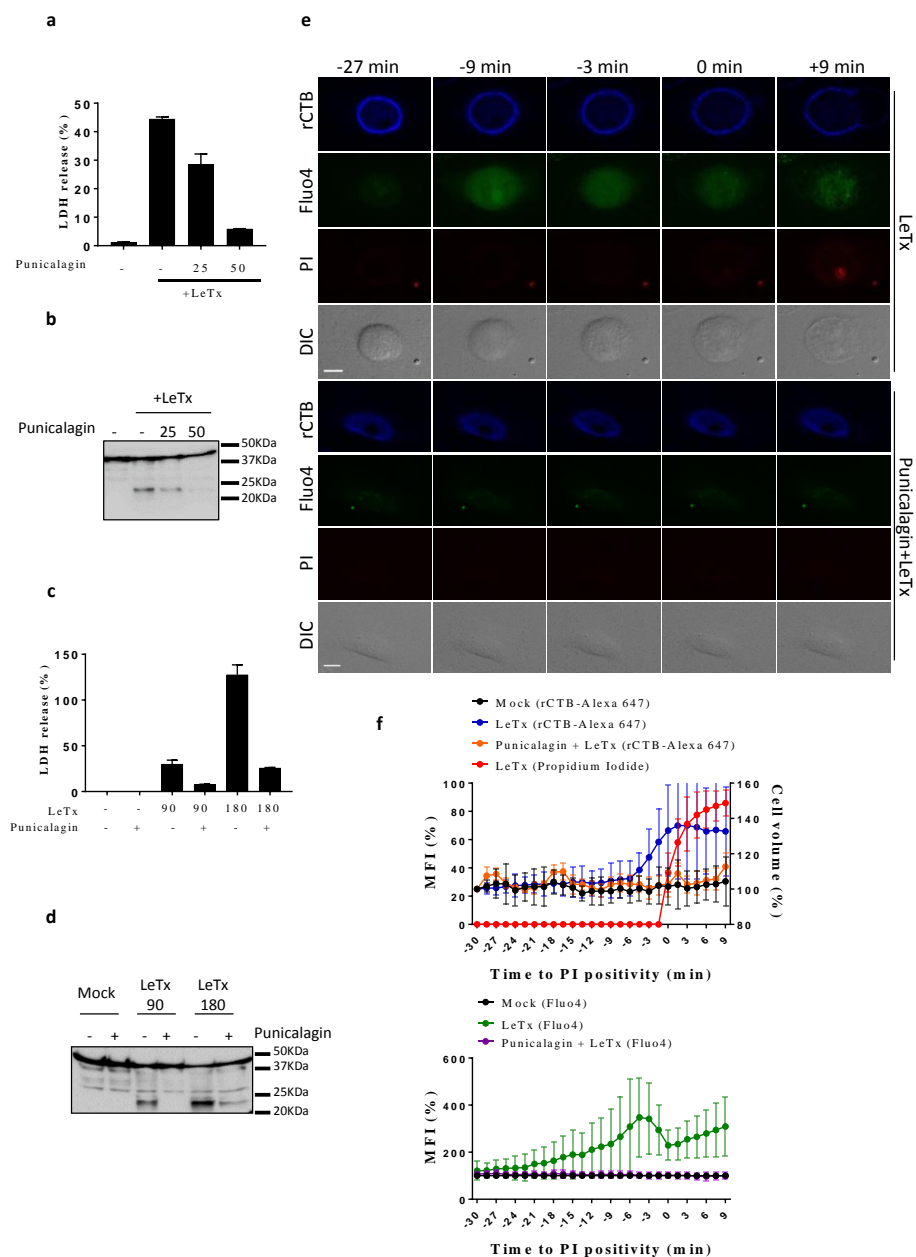 a
50
40
30
20
10
0
LDH release (%)
Punicalagin - - 25 50
+LeTx
b
+LeTx
Punicalagin - - 25 50
50KDa
37KDa
25KDa
20KDa
c
150
100
50
0
LDH release (%)
LeTx - - 90 90 180 180
Punicalagin - + - + - +
d
Mock LeTx 90 LeTx 180
- + - + - + Punicalagin
50KDa
37KDa
25KDa
20KDa
e
-27 min -9 min -3 min 0 min +9 min
rCTB
Fluo4
PI
DIC
LeTx
rCTB
Fluo4
PI
DIC
Punicalagin+LeTx
f
Mock (rCTB-Alexa 647)
LeTx (rCTB-Alexa 647)
Punicalagin + LeTx (rCTB-Alexa 647)
LeTx (Propidium Iodide)
100
80
60
40
20
0
MFI (%)
160
140
120
100
80
Cell volume (%)
-30 -27 -24 -21 -18 -15 -12 -9 -6 -3 0 3 6 9
Time to PI positivity (min)
Mock (Fluo4)
LeTx (Fluo4)
Punicalagin + LeTx (Fluo4)
600
400
200
0
MFI (%)
-30 -27 -24 -21 -18 -15 -12 -9 -6 -3 0 3 6 9
Time to PI positivity (min)